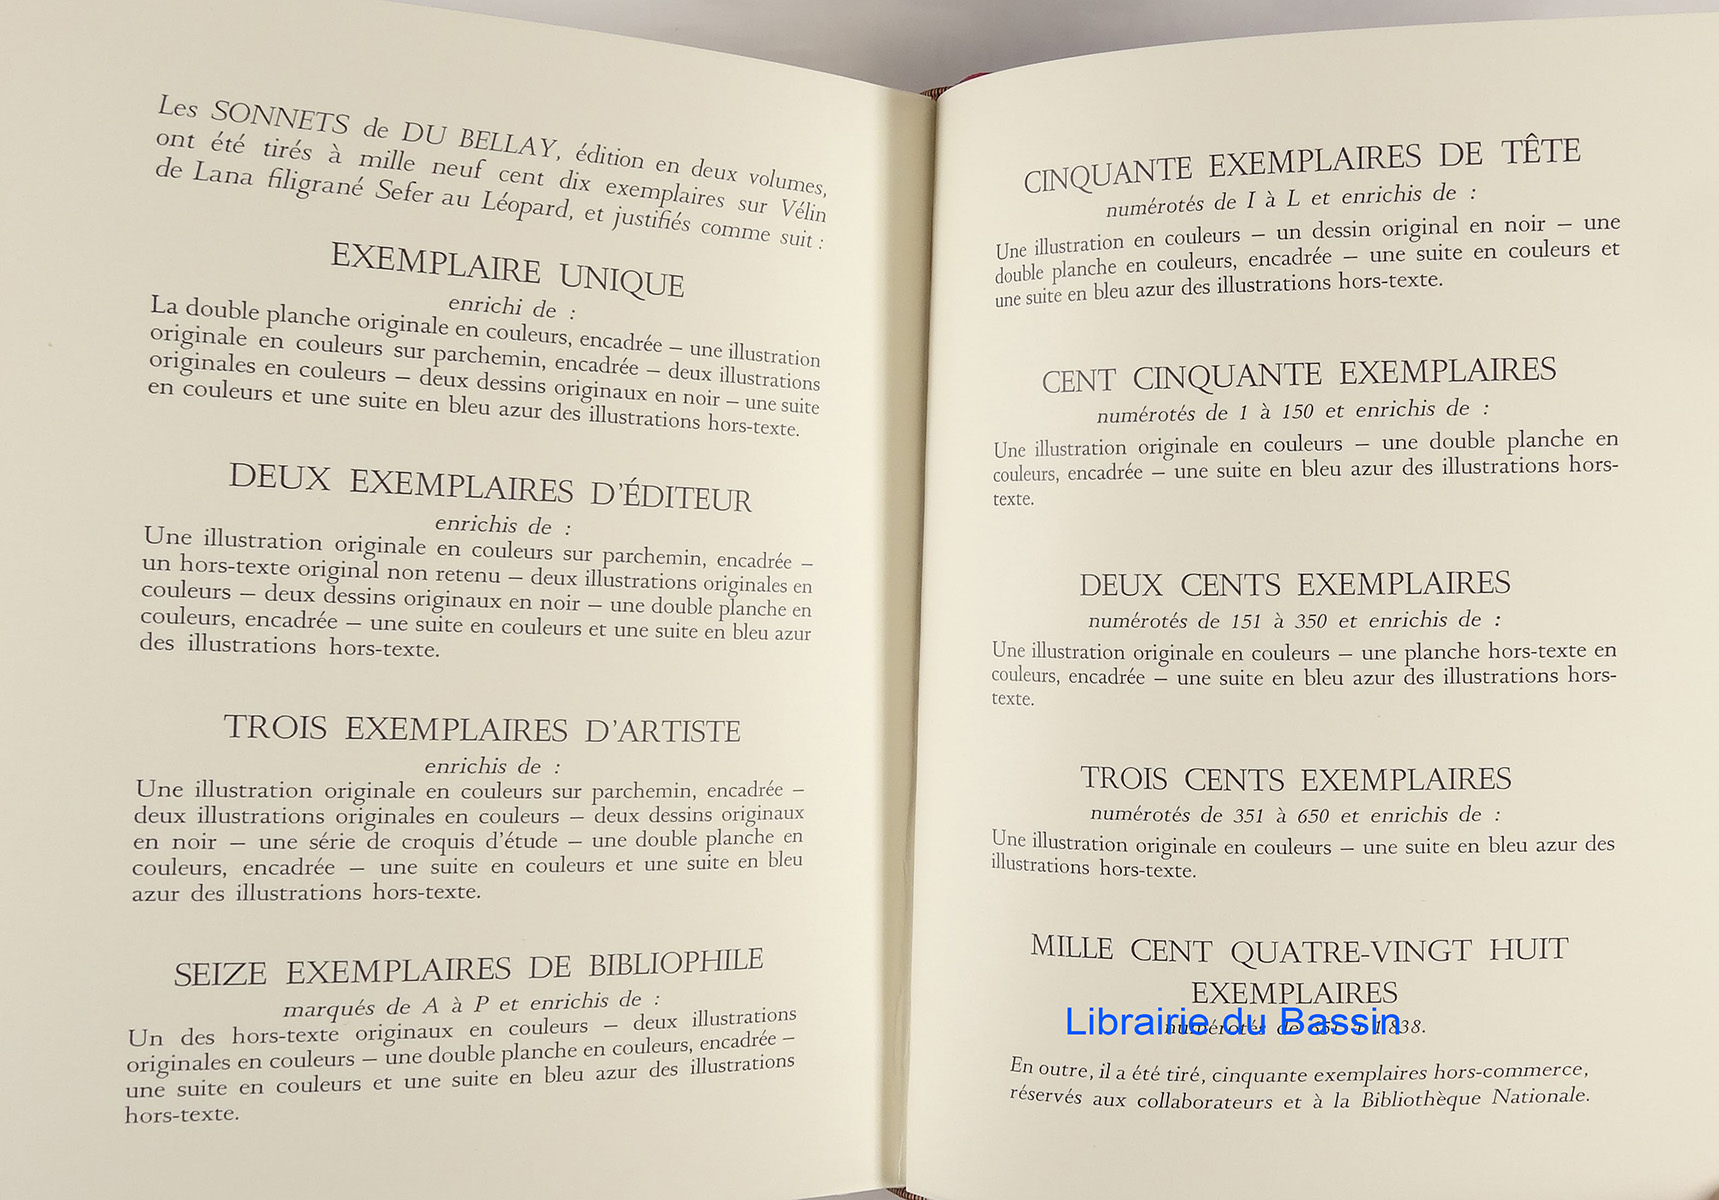 Les SONNETS de DU BELLAY, édition en deux volumes,
ont été tirés à mille neuf cent dix exemplaires sur Vélin
de Lana filigrané Sefer au Léopard, et justifiés comme suit :
EXEMPLAIRE UNIQUE
enrichi de :
La double planche originale en couleurs, encadrée – une illustration
originale en couleurs sur parchemin, encadrée – deux illustrations
originales en couleurs – deux dessins originaux en noir – une suite
en couleurs et une suite en bleu azur des illustrations hors-texte.
DEUX EXEMPLAIRES D'ÉDITEUR
enrichis de :
Une illustration originale en couleurs sur parchemin, encadrée –
un hors-texte original non retenu – deux illustrations originales en
couleurs – deux dessins originaux en noir – une double planche en
couleurs, encadrée – une suite en couleurs et une suite en bleu azur
des illustrations hors-texte.
TROIS EXEMPLAIRES D'ARTISTE
enrichis de :
Une illustration originale en couleurs sur parchemin, encadrée –
deux illustrations originales en couleurs – deux dessins originaux
en noir – une série de croquis d'étude – une double planche en
couleurs, encadrée – une suite en couleurs et une suite en bleu
azur des illustrations hors-texte.
SEIZE EXEMPLAIRES DE BIBLIOPHILE
marqués de A à P et enrichis de :
Un des hors-texte originaux en couleurs – deux illustrations
originales en couleurs – une double planche en couleurs, encadrée –
une suite en couleurs et une suite en bleu azur des illustrations
hors-texte.
CINQUANTE EXEMPLAIRES DE TÊTE
numérotés de I à L et enrichis de :
Une illustration en couleurs – un dessin original en noir – une
double planche en couleurs, encadrée – une suite en couleurs et
une suite en bleu azur des illustrations hors-texte.
CENT CINQUANTE EXEMPLAIRES
numérotés de 1 à 150 et enrichis de :
Une illustration originale en couleurs – une double planche en
couleurs, encadrée – une suite en bleu azur des illustrations hors-
texte.
DEUX CENTS EXEMPLAIRES
numérotés de 151 à 350 et enrichis de :
Une illustration originale en couleurs – une planche hors-texte en
couleurs, encadrée – une suite en bleu azur des illustrations hors-
texte.
TROIS CENTS EXEMPLAIRES
numérotés de 351 à 650 et enrichis de :
Une illustration originale en couleurs – une suite en bleu azur des
illustrations hors-texte.
MILLE CENT QUATRE-VINGT HUIT
EXEMPLAIRES
numérotés de 651 à 1 838.
Librairie du Bassin
En outre, il a été tiré, cinquante exemplaires hors-commerce,
réservés aux collaborateurs et à la Bibliothèque Nationale.